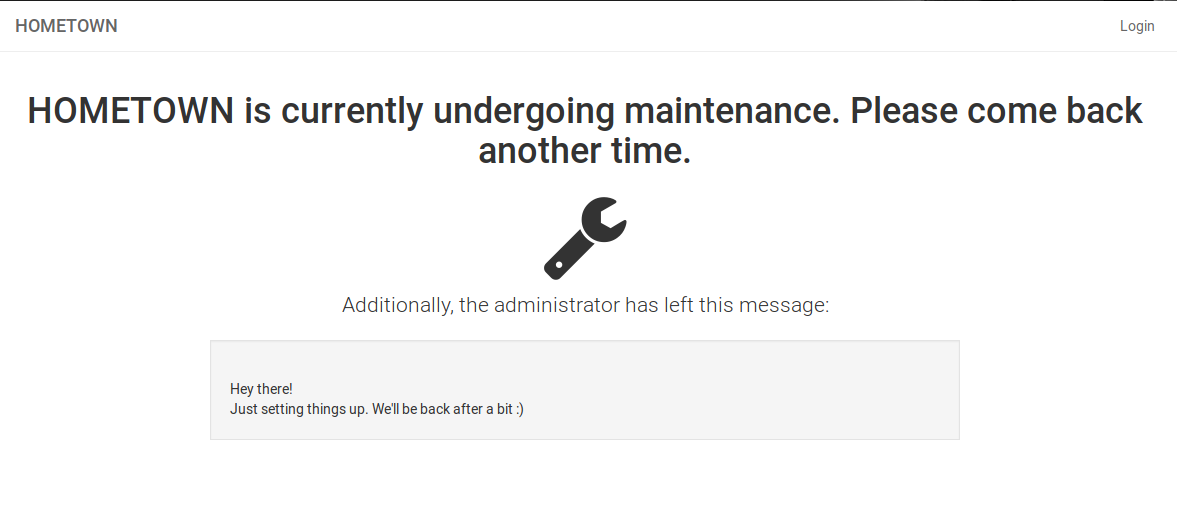 HOMETOWN
Login
HOMETOWN is currently undergoing maintenance. Please come back
another time.
Additionally, the administrator has left this message:
Hey there!
Just setting things up. We'll be back after a bit :)